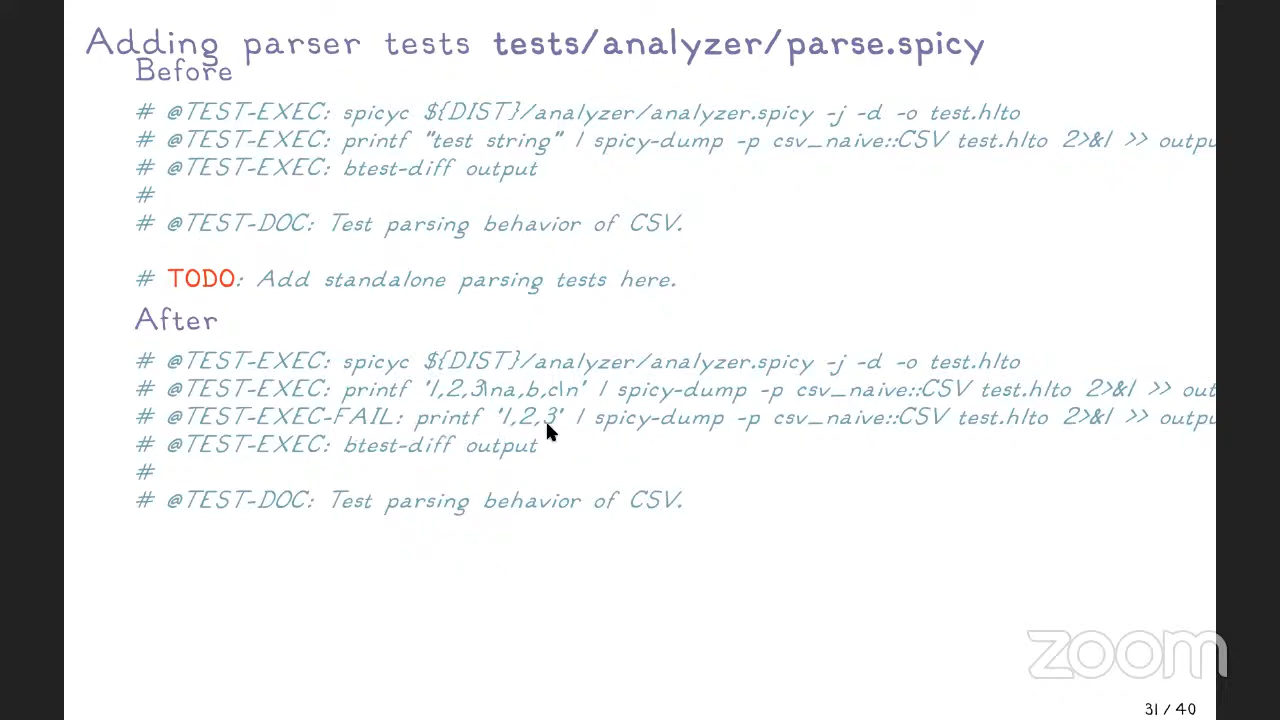 Adding parser tests tests/analyzer/parse.spicy
Before
# @TEST-EXEC: spicyc ${DIST}/analyzer/analyzer.spicy -j -d -o test.hlto
# @TEST-EXEC: printf "test string" | spicy-dump -p csv_naive::CSV test.hlto 2>&1 >> outpu
# @TEST-EXEC: btest-diff output
#
# @TEST-DOC: Test parsing behavior of CSV.
# TODO: Add standalone parsing tests here.
After
# @TEST-EXEC: spicyc ${DIST}/analyzer/analyzer.spicy -j -d -o test.hlto
# @TEST-EXEC: printf '1,2,3\na,b,c\n' | spicy-dump -p csv_naive::CSV test.hlto 2>&1 >> out
# @TEST-EXEC-FAIL: printf '1,2,3' | spicy-dump -p csv_naive::CSV test.hlto 2>&1 >> outpu
# @TEST-EXEC: btest-diff output
#
# @TEST-DOC: Test parsing behavior of CSV.
zoom
31 / 40